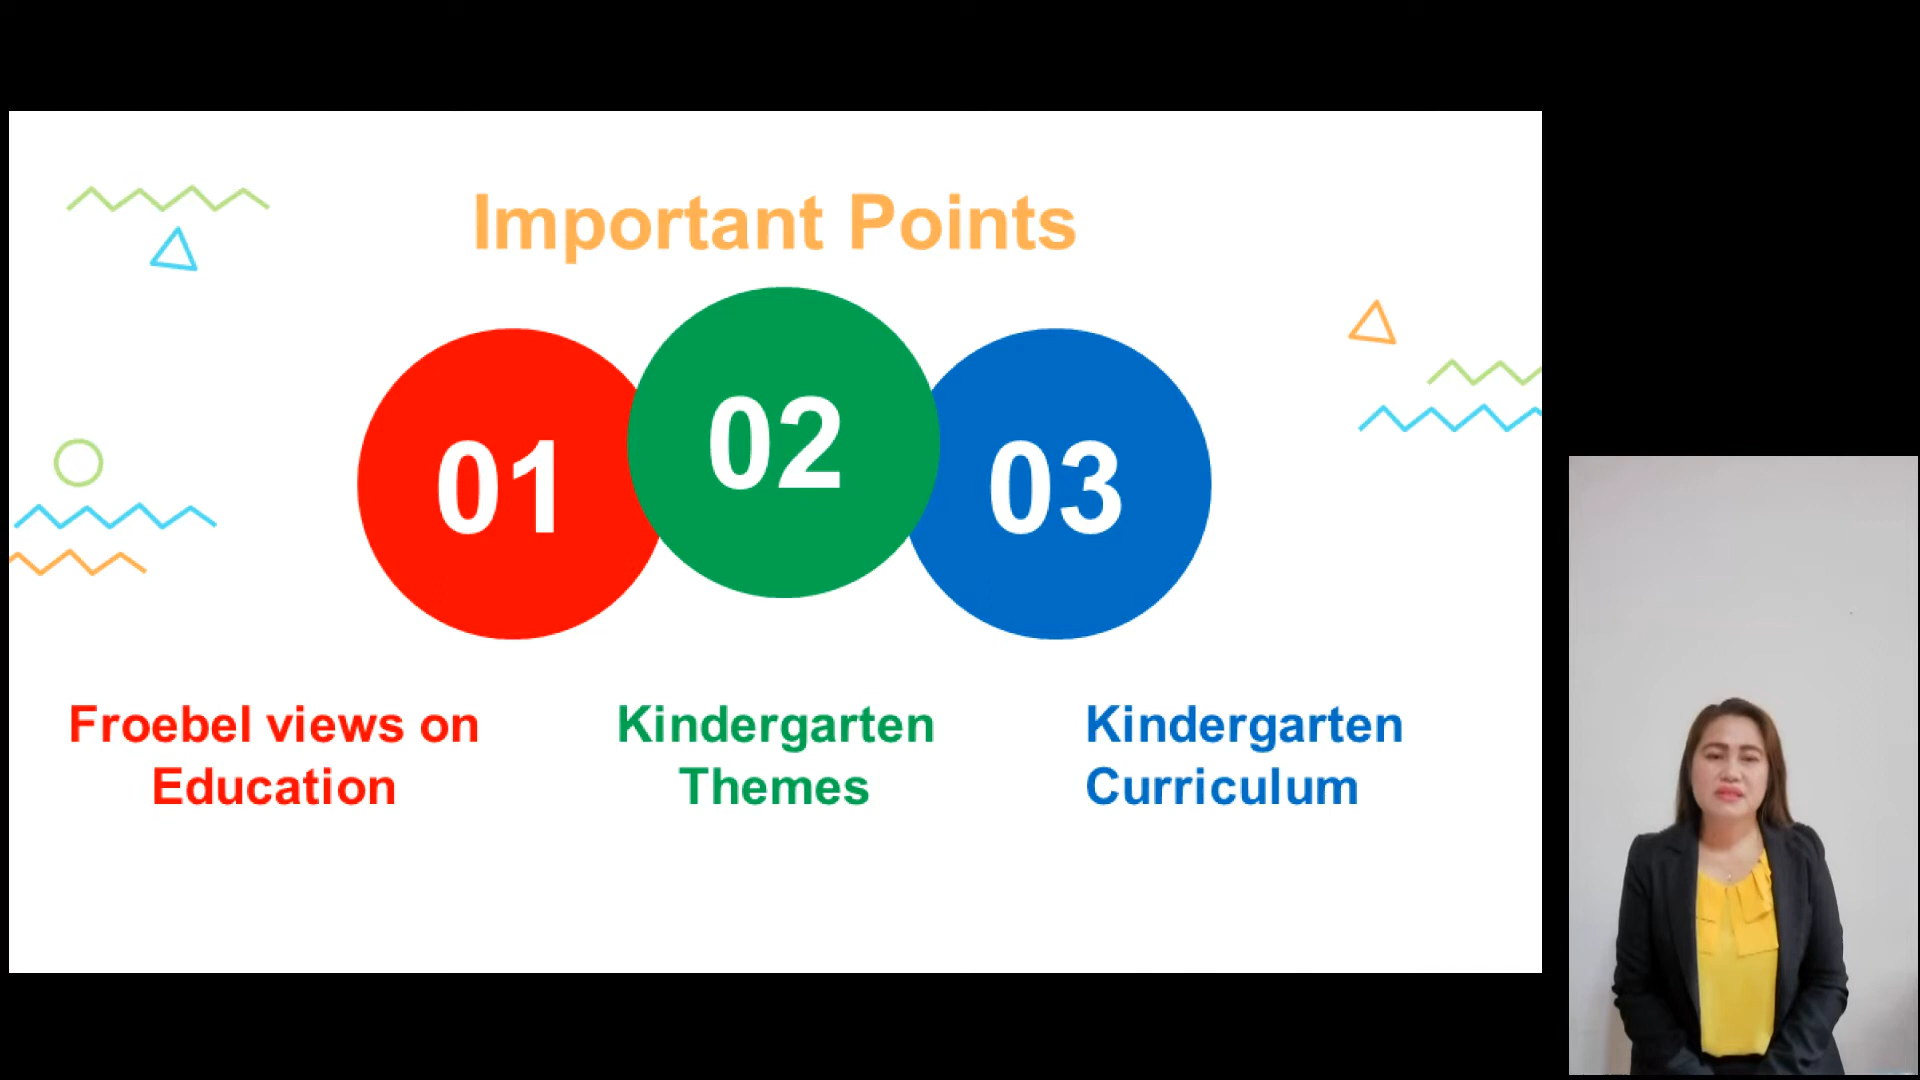 Important Points
01
02
03
Froebel views on
Education
Kindergarten
Themes
Kindergarten
Curriculum